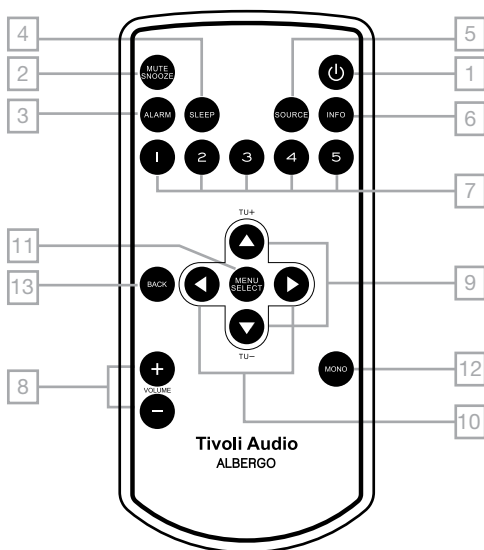 4
5
2
MUTE
SNOOZE
1
3
ALARM
SLEEP
SOURCE
INFO
6
1
2
3
4
5
7
TU+
11
9
13
BACK
MENU
SELECT
TU−
+
8
VOLUME
−
MONO
12
10
Tivoli Audio
ALBERGO